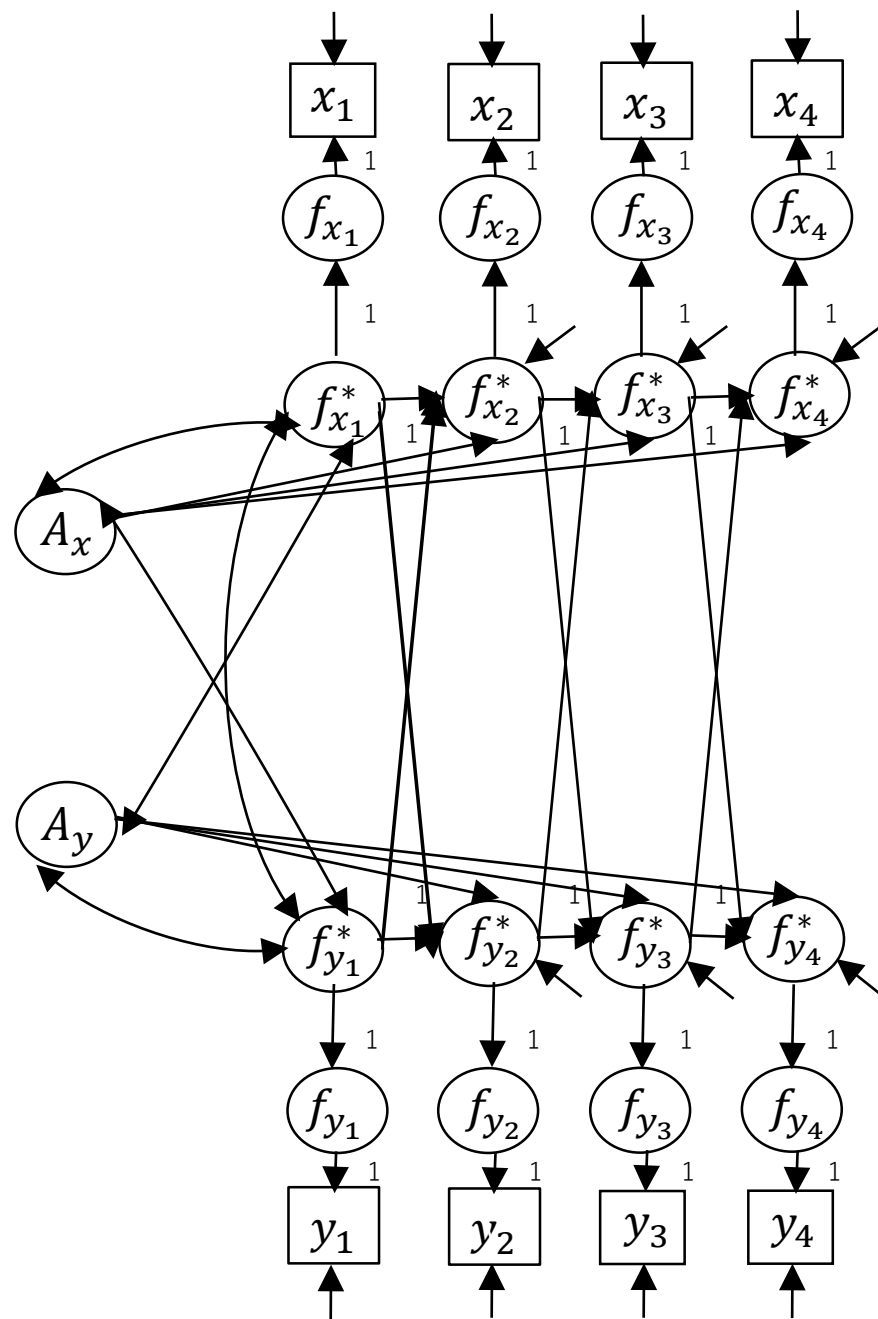 x₁ x₂ x₃ x₄
1 1 1 1
f_{x₁} f_{x₂} f_{x₃} f_{x₄}
1 1 1 1
f*_{x₁} f*_{x₂} f*_{x₃} f*_{x₄}
1 1 1
A_x
A_y
1 1 1
f*_{y₁} f*_{y₂} f*_{y₃} f*_{y₄}
1 1 1 1
f_{y₁} f_{y₂} f_{y₃} f_{y₄}
1 1 1 1
y₁ y₂ y₃ y₄